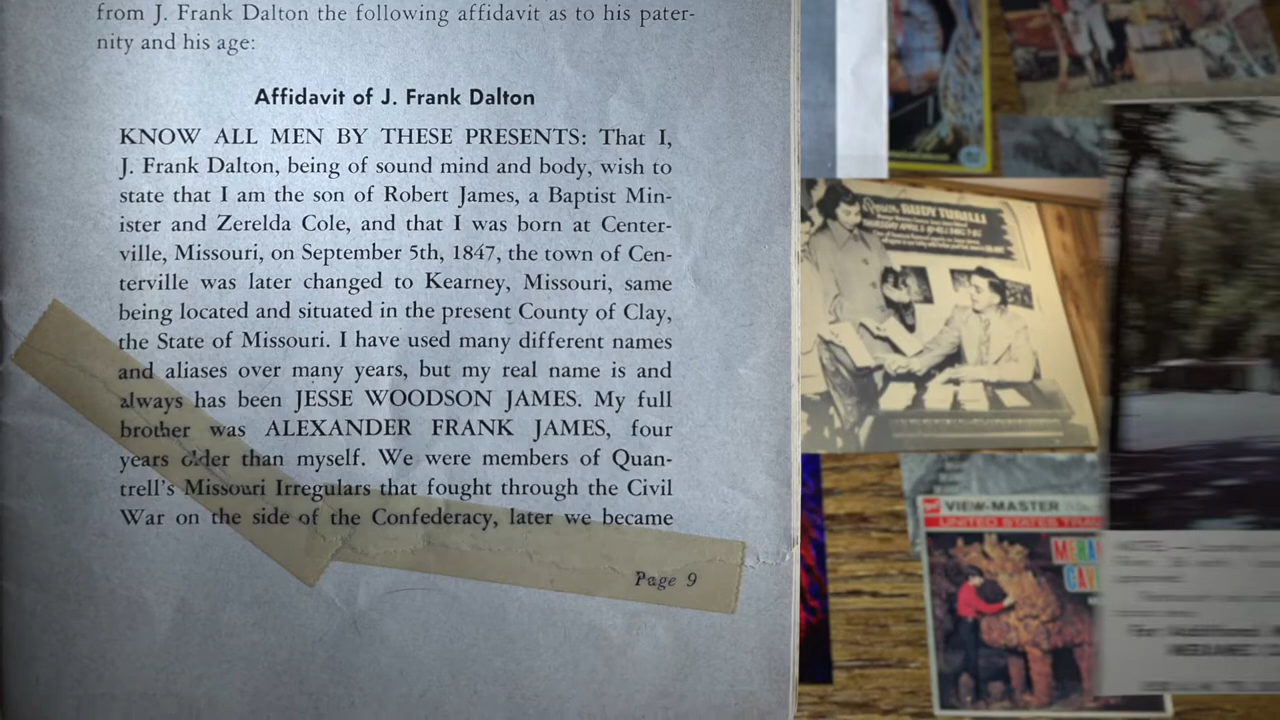 from J. Frank Dalton the following affidavit as to his pater-
nity and his age:
Affidavit of J. Frank Dalton
KNOW ALL MEN BY THESE PRESENTS: That I,
J. Frank Dalton, being of sound mind and body, wish to
state that I am the son of Robert James, a Baptist Min-
ister and Zerelda Cole, and that I was born at Center-
ville, Missouri, on September 5th, 1847, the town of Cen-
terville was later changed to Kearney, Missouri, same
being located and situated in the present County of Clay,
the State of Missouri. I have used many different names
and aliases over many years, but my real name is and
always has been JESSE WOODSON JAMES. My full
brother was ALEXANDER FRANK JAMES, four
years older than myself. We were members of Quan-
trell's Missouri Irregulars that fought through the Civil
War on the side of the Confederacy, later we became
Page 9
RUDY TURILLI
VIEW-MASTER
UNITED STATES TRA
MERA
CAV